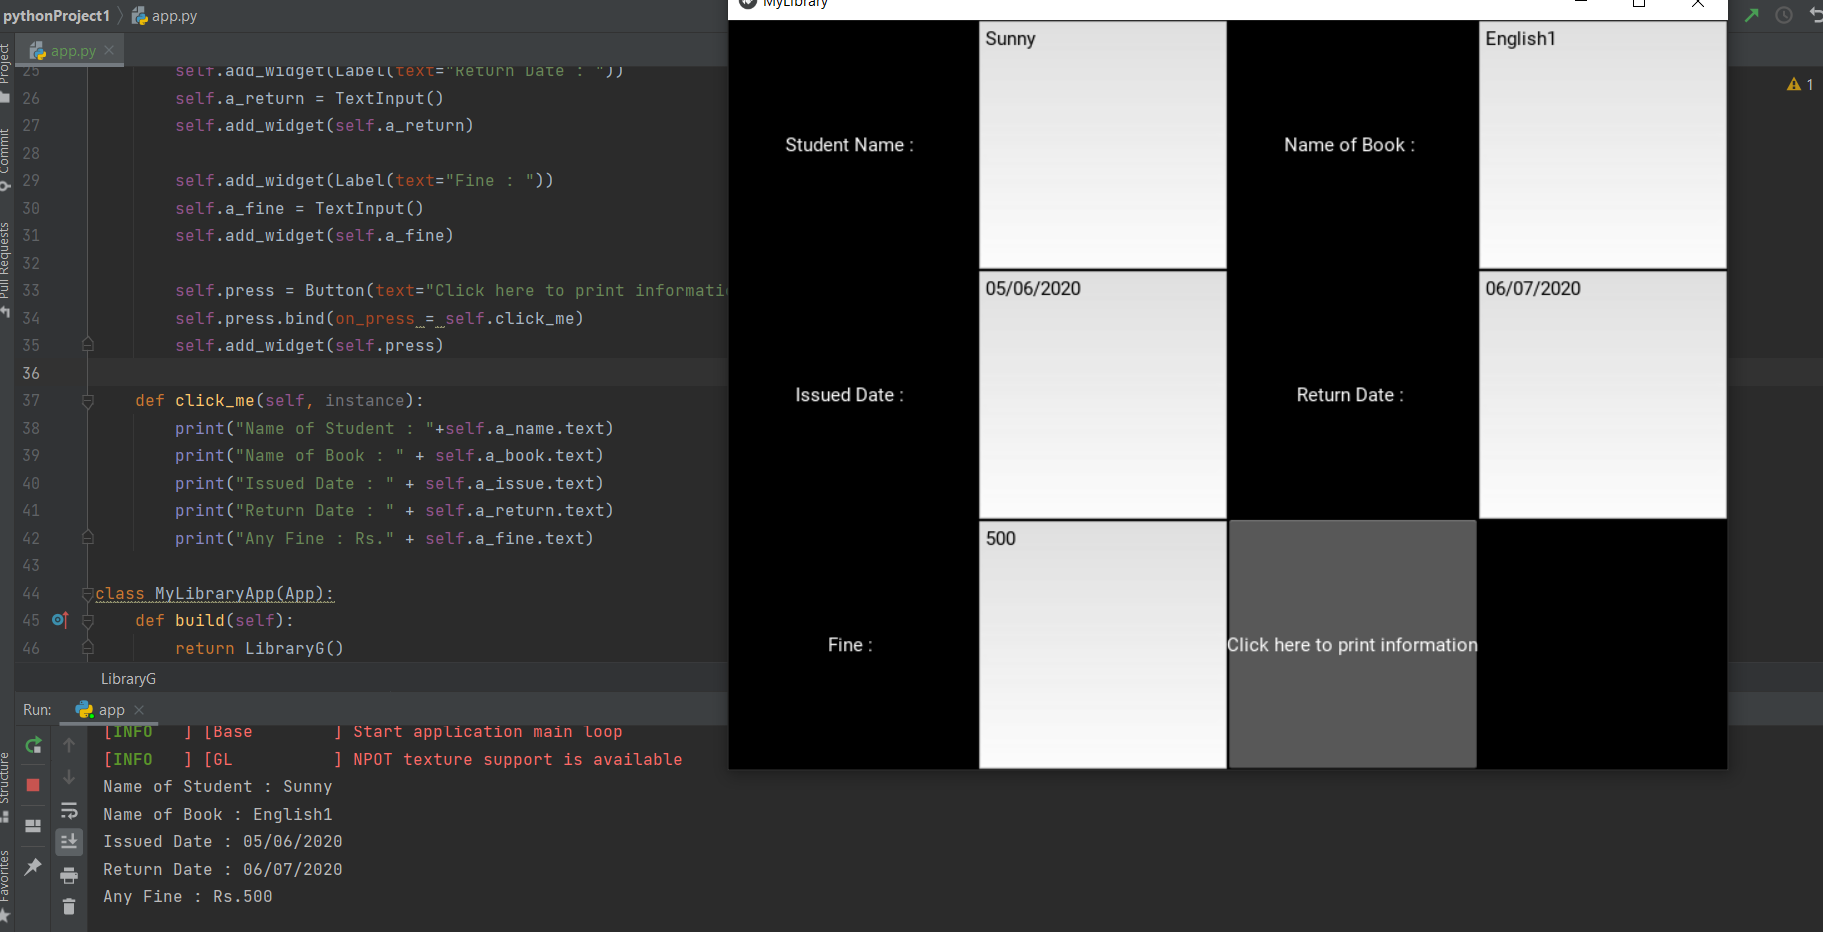 pythonProject1 app.py
app.py
Project
Commit
Pull Requests
Structure
Favorites
25 self.add_widget(Label(text="Return Date : "))
26 self.a_return = TextInput()
27 self.add_widget(self.a_return)
28
29 self.add_widget(Label(text="Fine : "))
30 self.a_fine = TextInput()
31 self.add_widget(self.a_fine)
32
33 self.press = Button(text="Click here to print informati
34 self.press.bind(on_press = self.click_me)
35 self.add_widget(self.press)
36
37 def click_me(self, instance):
38 print("Name of Student : "+self.a_name.text)
39 print("Name of Book : " + self.a_book.text)
40 print("Issued Date : " + self.a_issue.text)
41 print("Return Date : " + self.a_return.text)
42 print("Any Fine : Rs." + self.a_fine.text)
43
44 class MyLibraryApp(App):
45 def build(self):
46 return LibraryG()
LibraryG
Run: app
[INFO ] [Base ] Start application main loop
[INFO ] [GL ] NPOT texture support is available
Name of Student : Sunny
Name of Book : English1
Issued Date : 05/06/2020
Return Date : 06/07/2020
Any Fine : Rs.500
MyLibrary
1
Student Name :
Sunny
Name of Book :
English1
Issued Date :
05/06/2020
Return Date :
06/07/2020
Fine :
500
Click here to print information